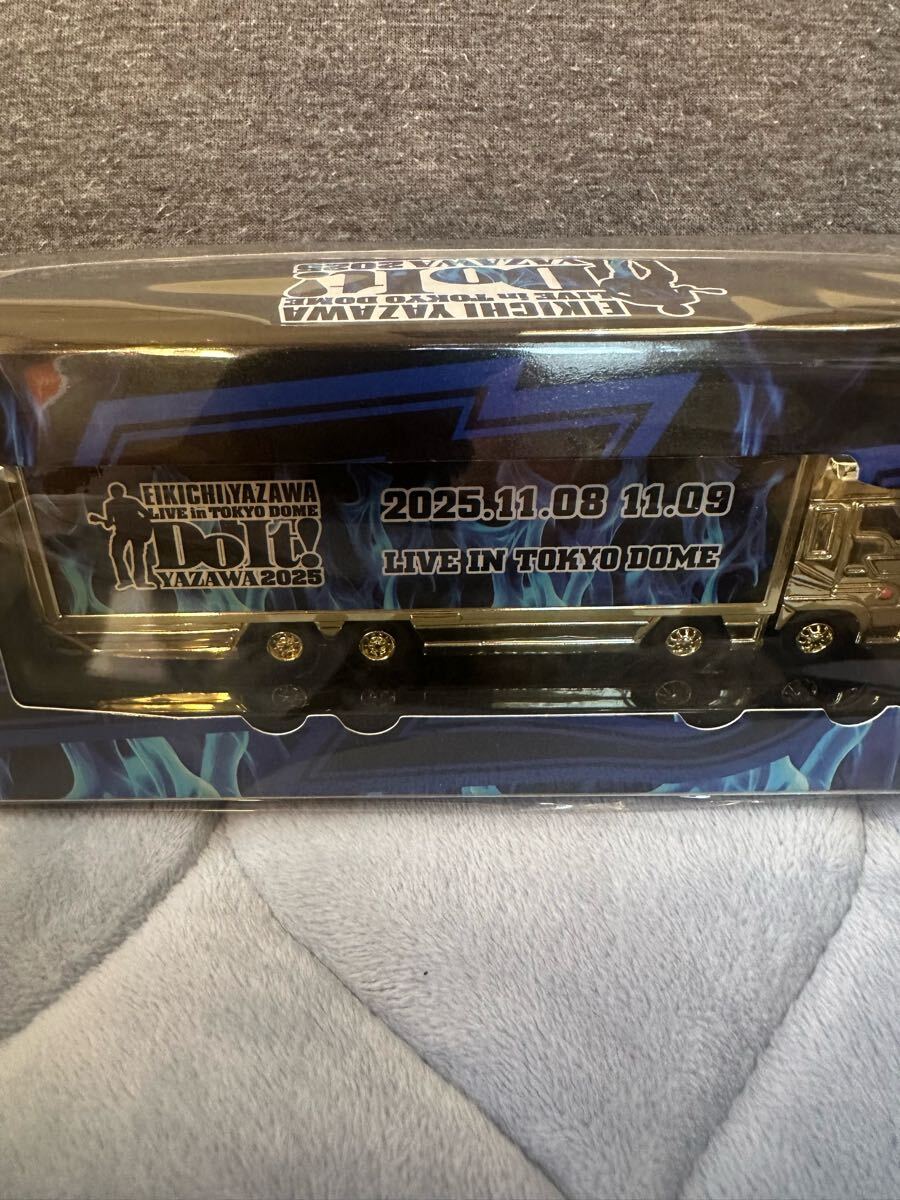 EIKICHI YAZAWA
LIVE in TOKYO DOME
Do It!
YAZAWA 2025
EIKICHI YAZAWA
LIVE in TOKYO DOME
Do It!
YAZAWA 2025
2025.11.08 11.09
LIVE IN TOKYO DOME